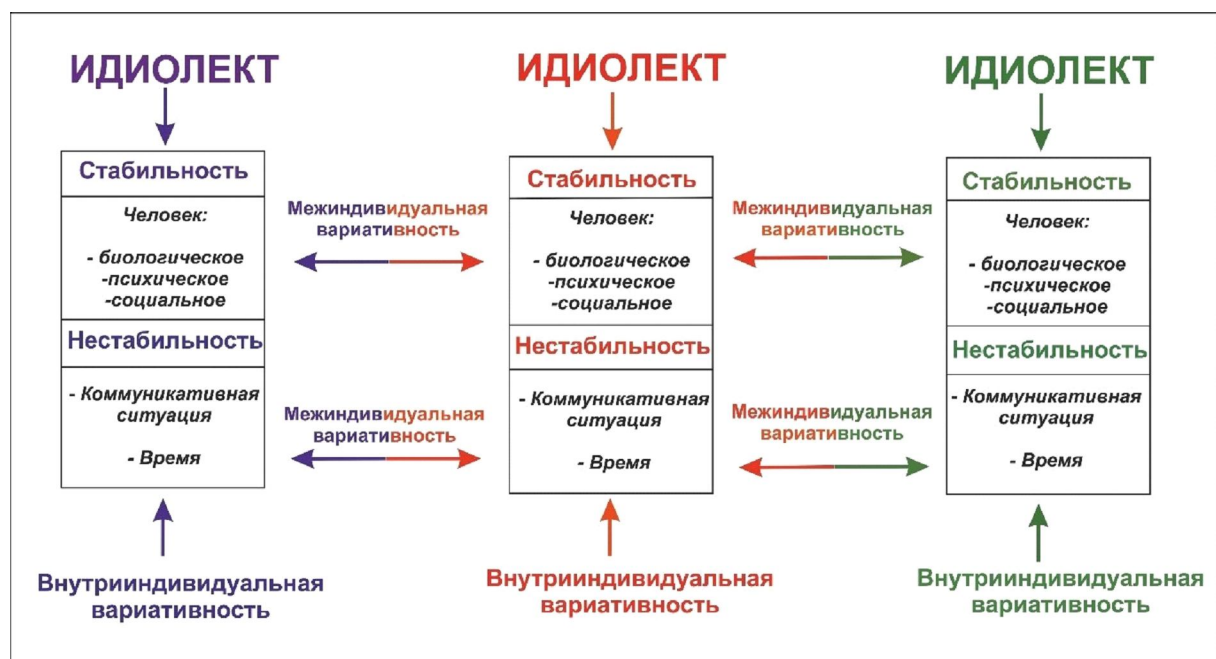 ИДИОЛЕКТ
Стабильность
Человек:
- биологическое
-психическое
-социальное
Нестабильность
- Коммуникативная
ситуация
- Время
Внутрииндивидуальная
вариативность
Межиндивидуальная
вариативность
Межиндивидуальная
вариативность
ИДИОЛЕКТ
Стабильность
Человек:
- биологическое
-психическое
-социальное
Нестабильность
- Коммуникативная
ситуация
- Время
Внутрииндивидуальная
вариативность
Межиндивидуальная
вариативность
Межиндивидуальная
вариативность
ИДИОЛЕКТ
Стабильность
Человек:
- биологическое
-психическое
-социальное
Нестабильность
- Коммуникативная
ситуация
- Время
Внутрииндивидуальная
вариативность